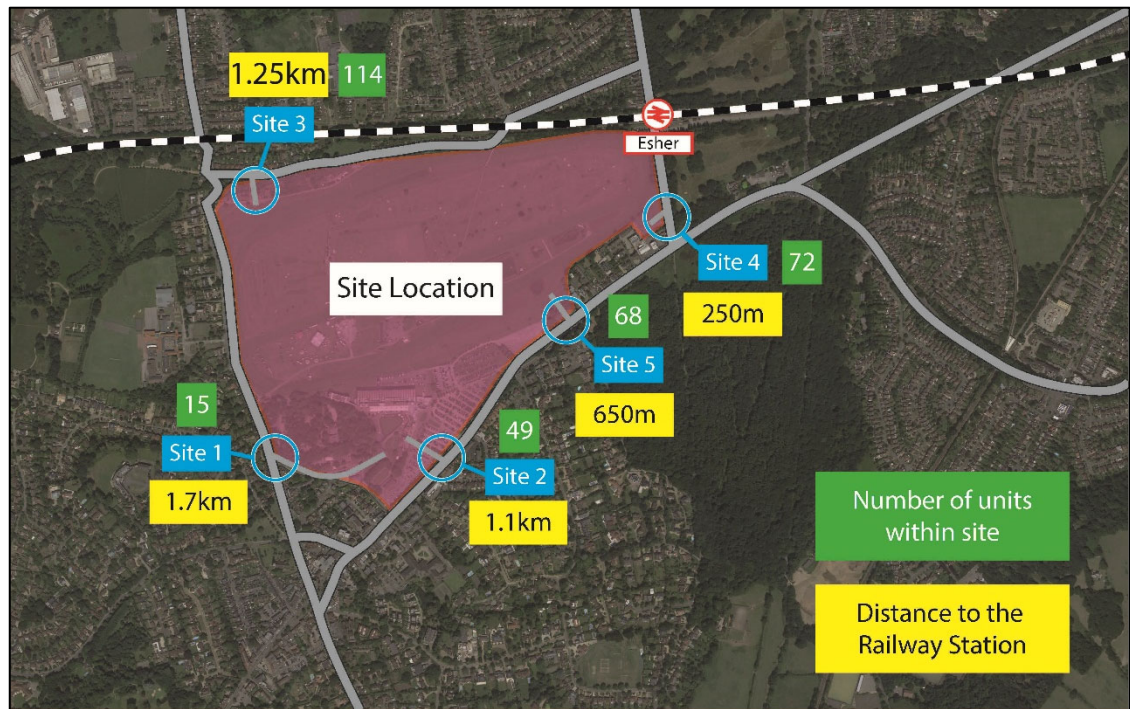 1.25km
114
Site 3
Esher
Site Location
Site 4
72
250m
68
Site 5
650m
15
Site 1
1.7km
49
Site 2
1.1km
Number of units
within site
Distance to the
Railway Station